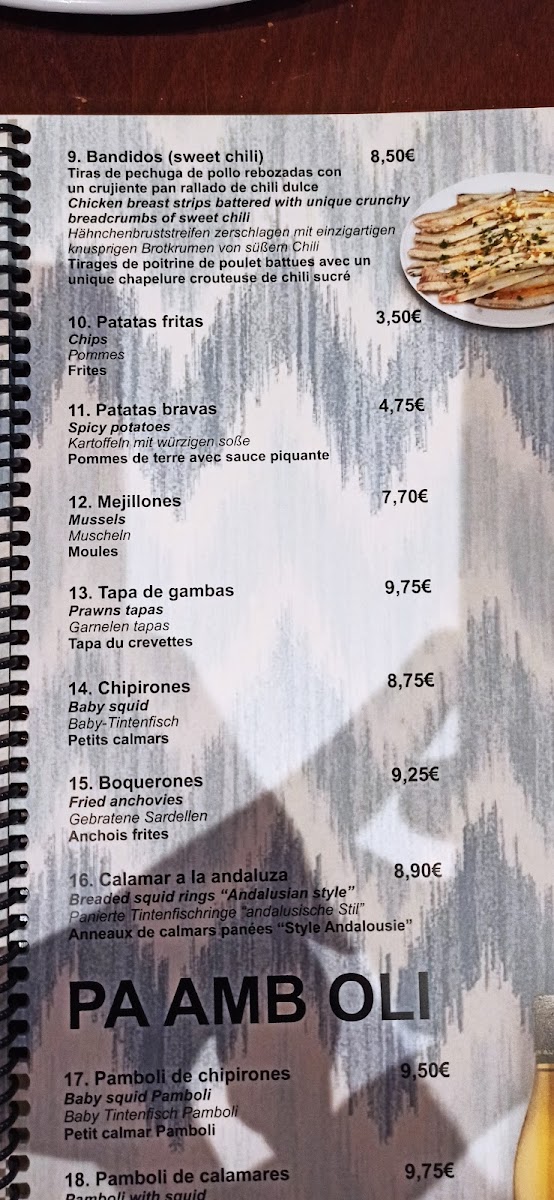 9. Bandidos (sweet chili) 8,50€
Tiras de pechuga de pollo rebozadas con
un crujiente pan rallado de chili dulce
Chicken breast strips battered with unique crunchy
breadcrumbs of sweet chili
Hähnchenbruststreifen zerschlagen mit einzigartigen
knusprigen Brotkrumen von süßem Chili
Tirages de poitrine de poulet battues avec un
unique chapelure crouteuse de chili sucré
10. Patatas fritas 3,50€
Chips
Pommes
Frites
11. Patatas bravas 4,75€
Spicy potatoes
Kartoffeln mit würzigen soße
Pommes de terre avec sauce piquante
12. Mejillones 7,70€
Mussels
Muscheln
Moules
13. Tapa de gambas 9,75€
Prawns tapas
Garnelen tapas
Tapa du crevettes
14. Chipirones 8,75€
Baby squid
Baby-Tintenfisch
Petits calmars
15. Boquerones 9,25€
Fried anchovies
Gebratene Sardellen
Anchois frites
16. Calamar a la andaluza 8,90€
Breaded squid rings “Andalusian style”
Panierte Tintenfischringe “andalusische Stil”
Anneaux de calmars panées “Style Andalousie”
PA AMB OLI
17. Pamboli de chipirones 9,50€
Baby squid Pamboli
Baby Tintenfisch Pamboli
Petit calmar Pamboli
18. Pamboli de calamares 9,75€
Pamboli with squid